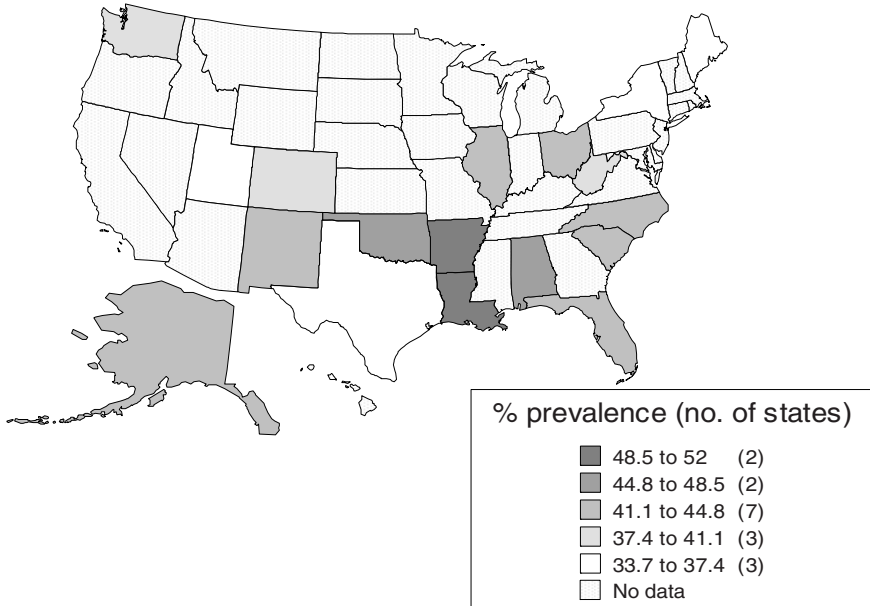 % prevalence (no. of states)
48.5 to 52 (2)
44.8 to 48.5 (2)
41.1 to 44.8 (7)
37.4 to 41.1 (3)
33.7 to 37.4 (3)
No data